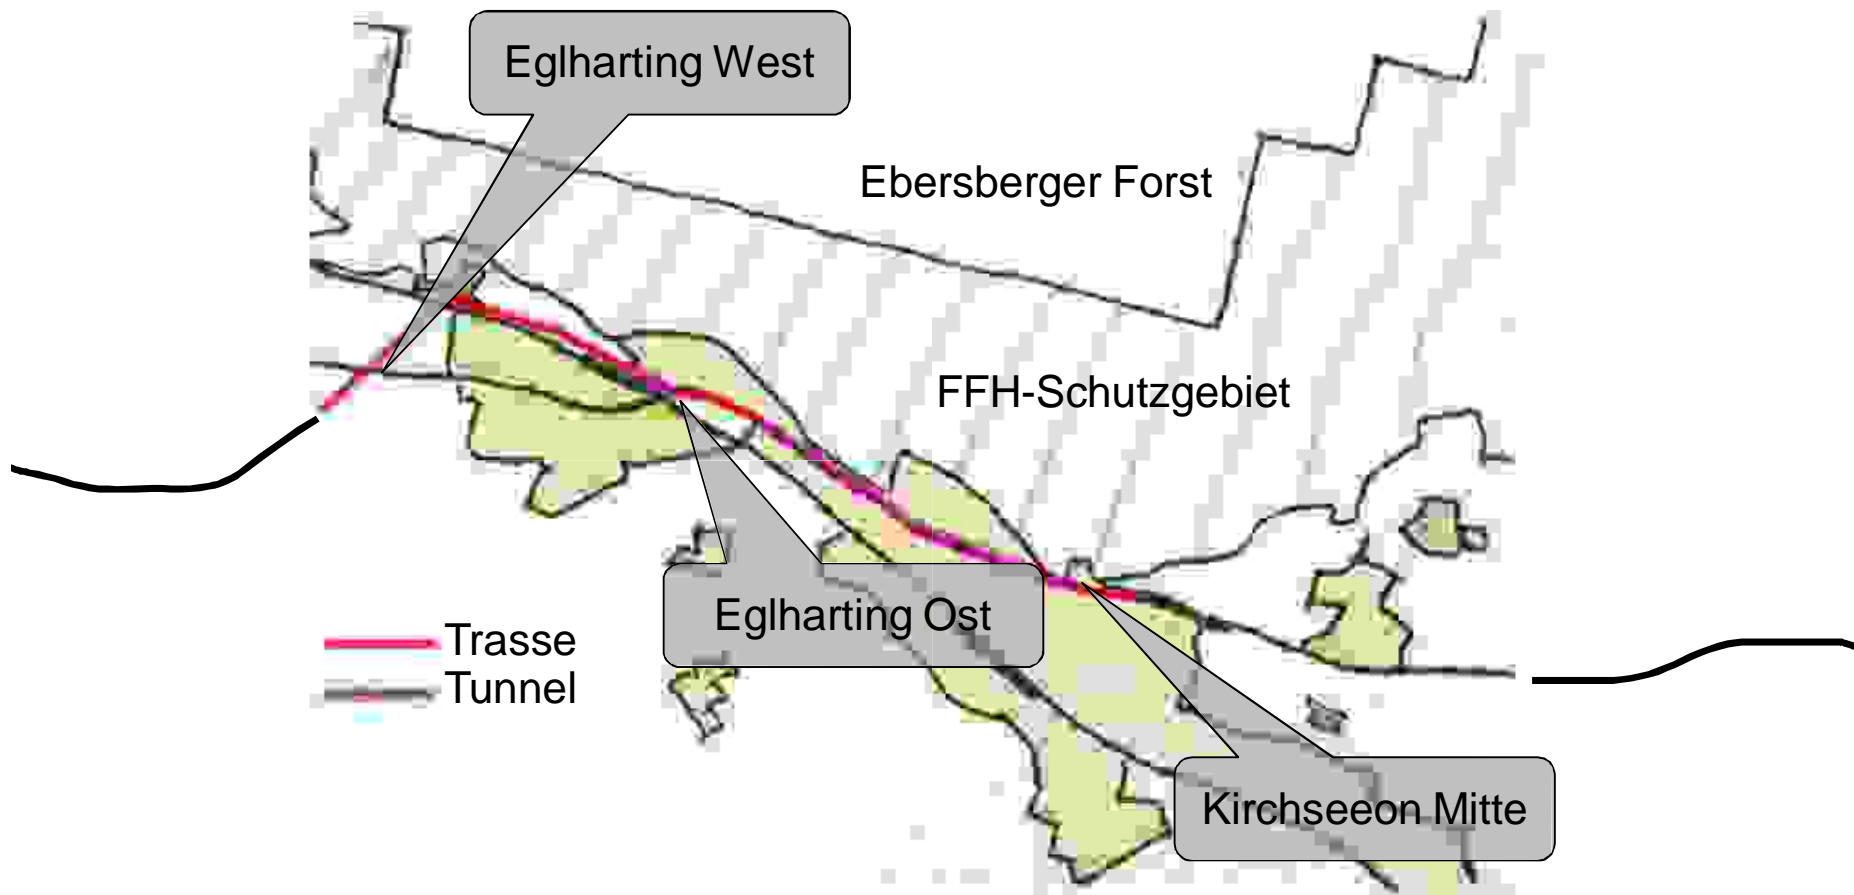 Eglharting West
Ebersberger Forst
FFH-Schutzgebiet
Eglharting Ost
Trasse
Tunnel
Kirchseeon Mitte